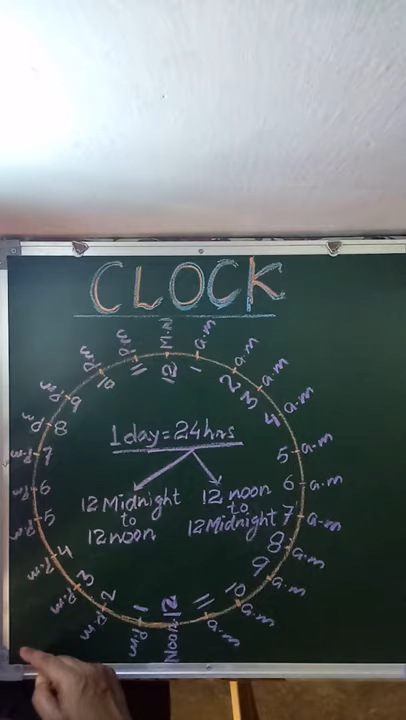 CLOCK
M.N
12
a.m
1
a.m
2
a.m
3
a.m
4
a.m
5
a.m
6
a.m
7
a.m
8
a.m
9
a.m
10
a.m
11
Noon 12
p.m
1
p.m
2
p.m
3
p.m
4
p.m
5
p.m
6
p.m
7
p.m
8
p.m
9
p.m
10
p.m
11
1 day = 24 hrs
12 Midnight
to
12 noon
12 noon
to
12 Midnight